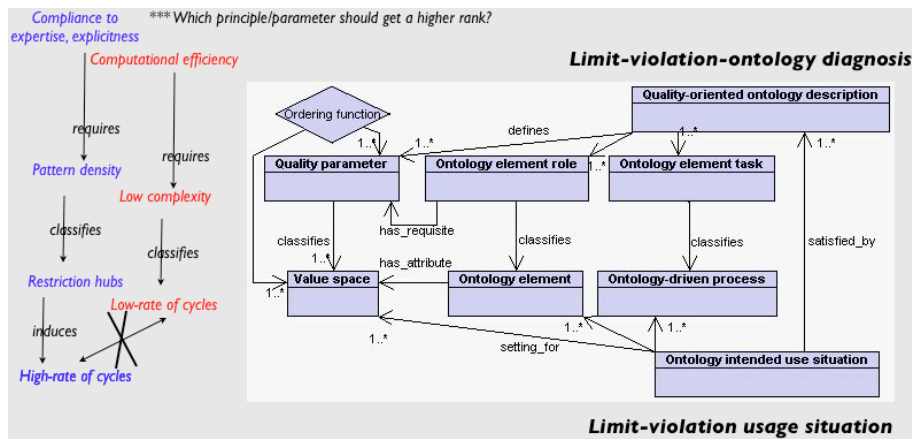 Compliance to
expertise, explicitness
*** Which principle/parameter should get a higher rank?
Computational efficiency
requires
requires
Pattern density
Low complexity
classifies
classifies
Restriction hubs
Low-rate of cycles
induces
High-rate of cycles
Limit-violation-ontology diagnosis
Quality-oriented ontology description
Ordering function
defines
1..*
1..*
1..*
1..*
1..*
Quality parameter
Ontology element role
Ontology element task
has_requisite
classifies
classifies
classifies
satisfied_by
1..*
has_attribute
Value space
Ontology element
Ontology-driven process
1..*
1..*
1..*
1..*
setting_for
Ontology intended use situation
Limit-violation usage situation